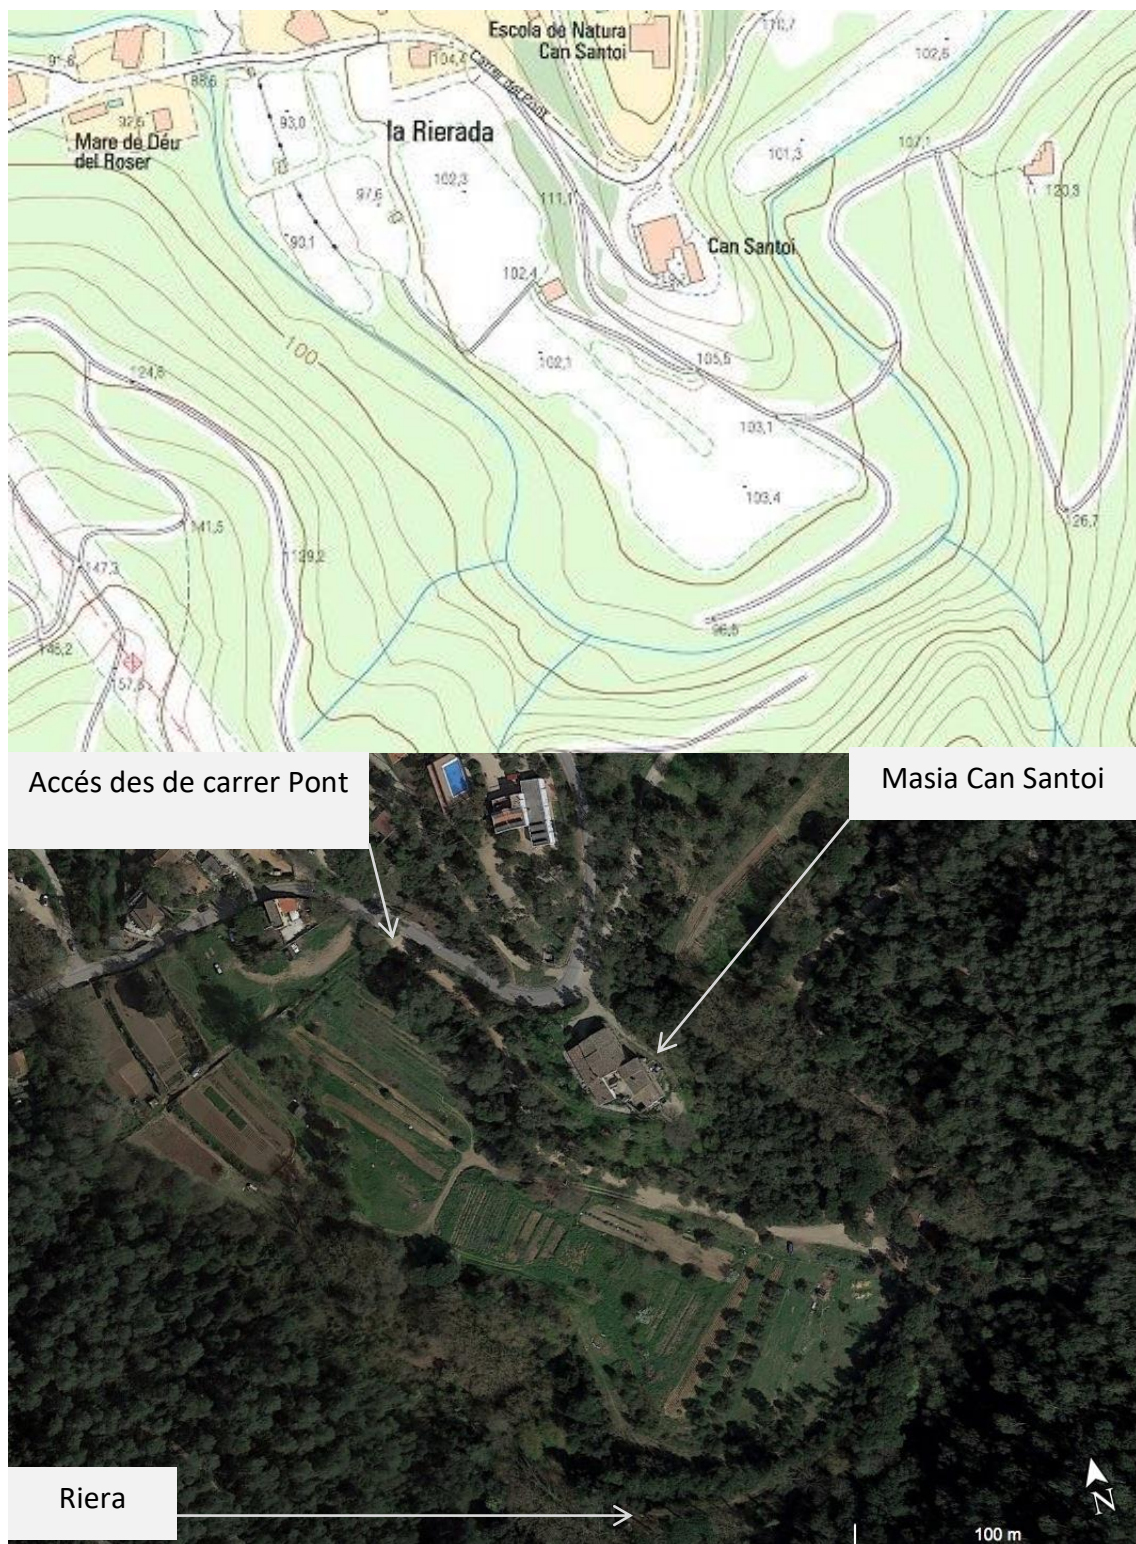 Escola de Natura
Can Santoi
110,7
102,6
91,6
88,6
104,4
Carrer del Pont
92,5
93,0
la Rierada
Mare de Déu
del Roser
107,1
101,3
120,3
102,3
97,6
111,1
90,1
Can Santoi
102,4
100
102,1
105,5
124,8
103,1
103,4
141,5
126,7
129,2
147,3
96,5
146,2
157,6
Accés des de carrer Pont
Masia Can Santoi
Riera
N
100 m